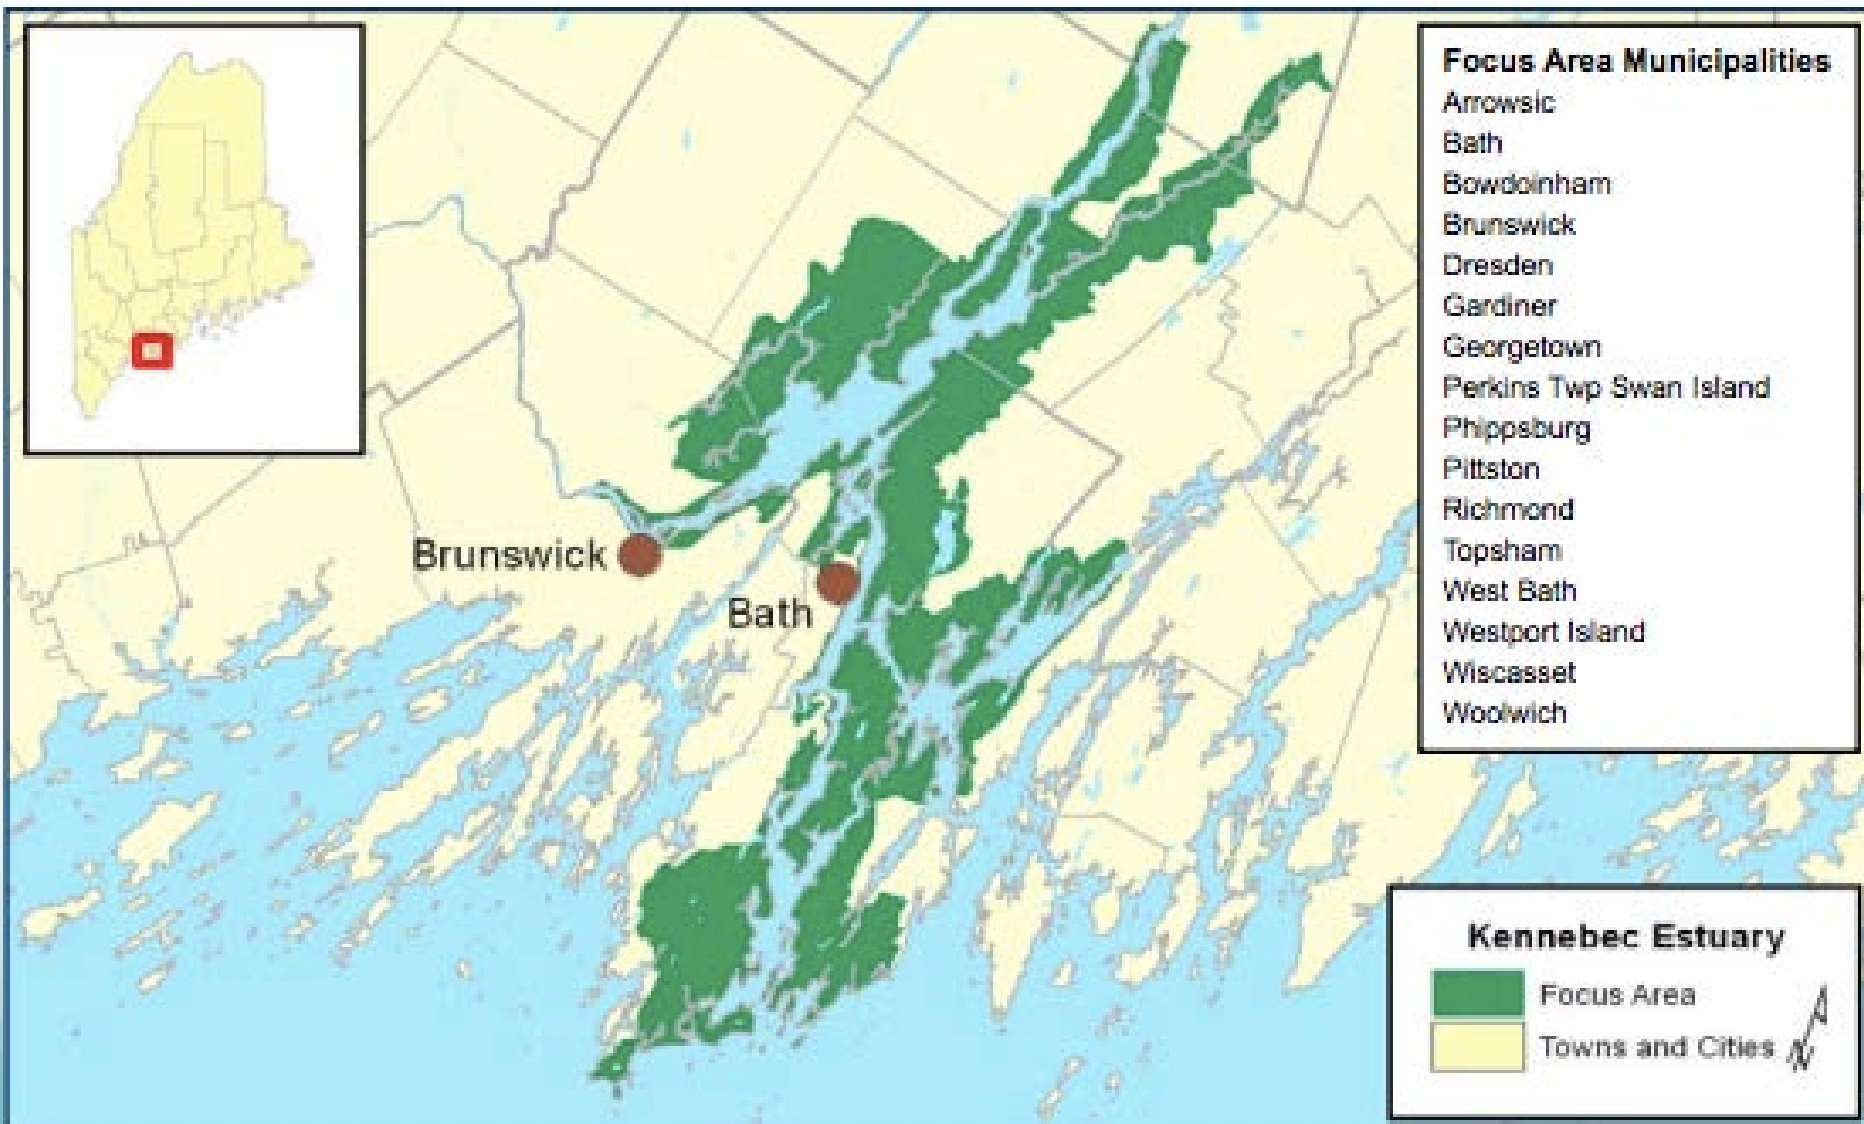 Focus Area Municipalities
Arrowsic
Bath
Bowdoinham
Brunswick
Dresden
Gardiner
Georgetown
Perkins Twp Swan Island
Phippsburg
Pittston
Richmond
Topsham
West Bath
Westport Island
Wiscasset
Woolwich
Brunswick
Bath
Kennebec Estuary
Focus Area
Towns and Cities
N